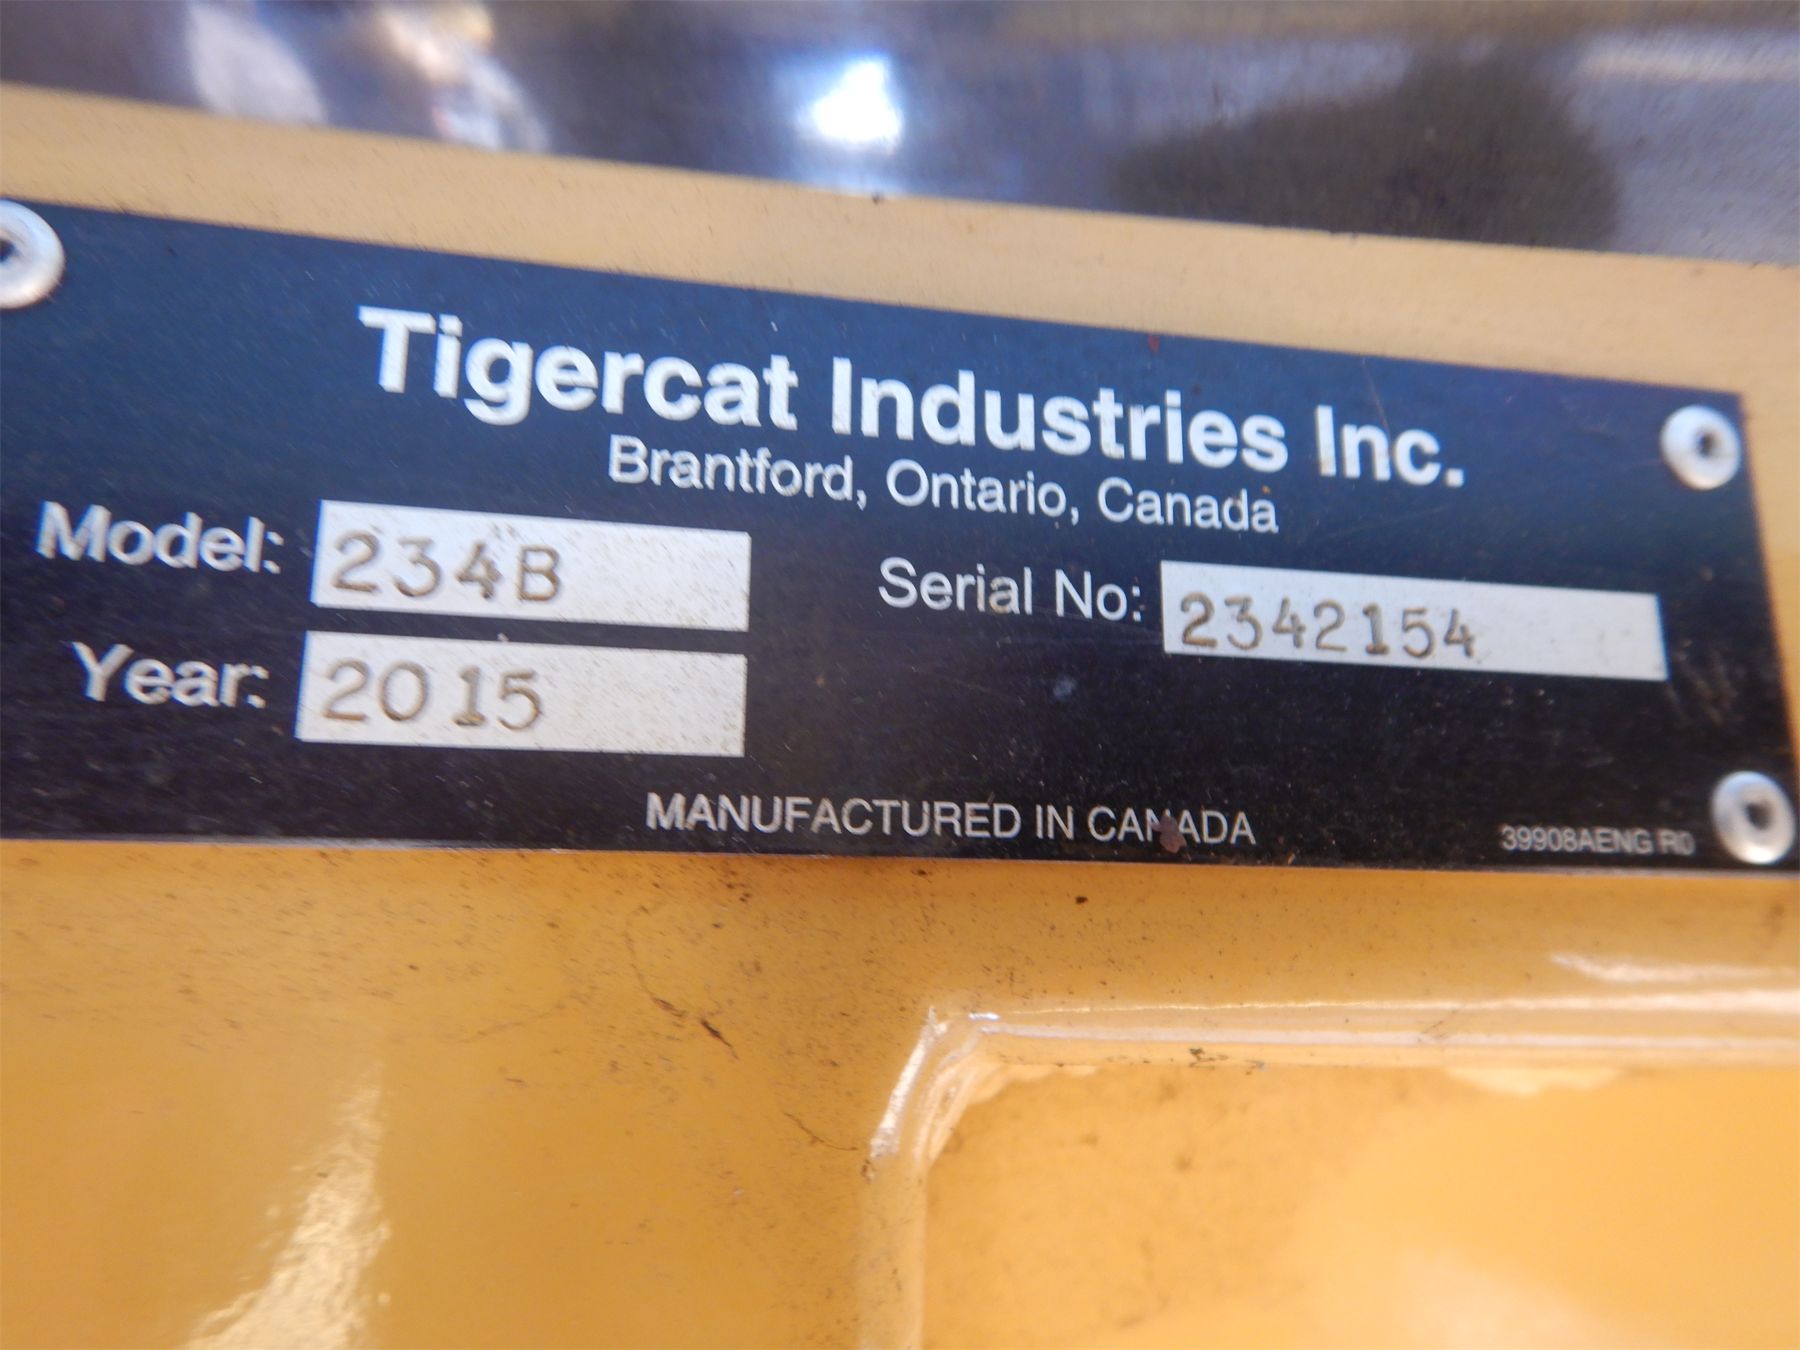 Tigercat Industries Inc.
Brantford, Ontario, Canada
Model: 234B
Serial No: 2342154
Year: 2015
MANUFACTURED IN CANADA
39908AENG R0